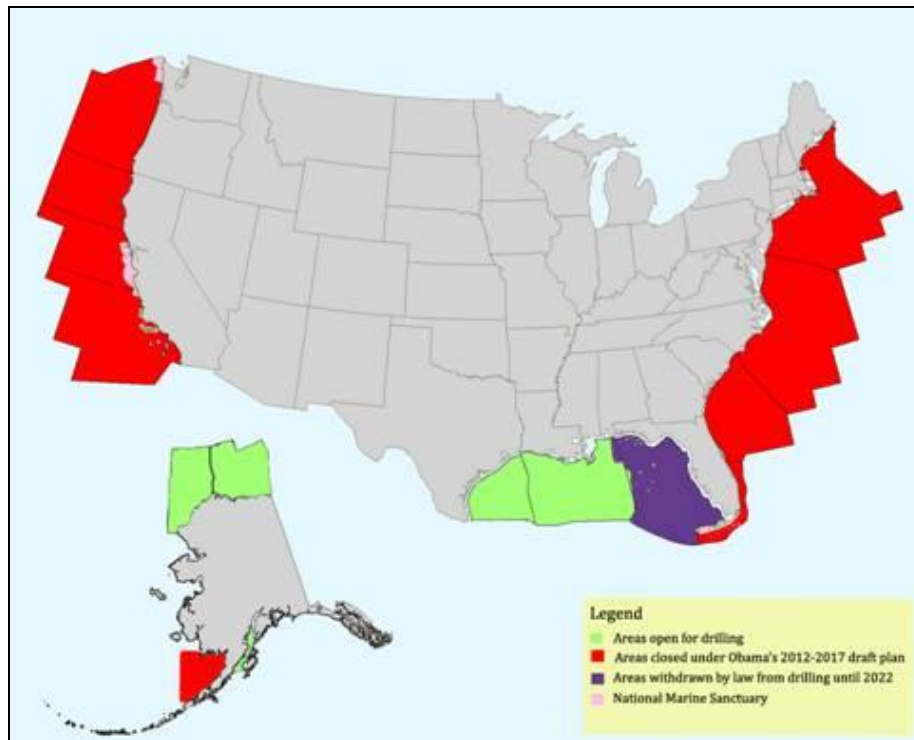 Legend
Areas open for drilling
Areas closed under Obama's 2012-2017 draft plan
Areas withdrawn by law from drilling until 2022
National Marine Sanctuary